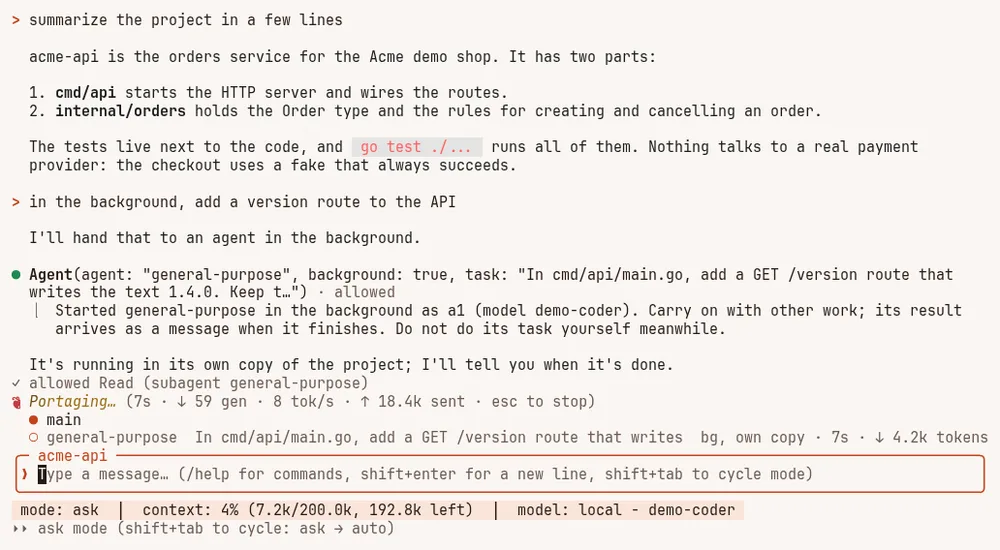 > summarize the project in a few lines
acme-api is the orders service for the Acme demo shop. It has two parts:
1. cmd/api starts the HTTP server and wires the routes.
2. internal/orders holds the Order type and the rules for creating and cancelling an order.
The tests live next to the code, and go test ./... runs all of them. Nothing talks to a real payment
provider: the checkout uses a fake that always succeeds.
> in the background, add a version route to the API
I'll hand that to an agent in the background.
● Agent(agent: "general-purpose", background: true, task: "In cmd/api/main.go, add a GET /version route that
writes the text 1.4.0. Keep t…") · allowed
Started general-purpose in the background as a1 (model demo-coder). Carry on with other work; its result
arrives as a message when it finishes. Do not do its task yourself meanwhile.
It's running in its own copy of the project; I'll tell you when it's done.
✓ allowed Read (subagent general-purpose)
Portaging… (7s · ↓ 59 gen · 8 tok/s · ↑ 18.4k sent · esc to stop)
● main
○ general-purpose In cmd/api/main.go, add a GET /version route that writes bg, own copy · 7s · ↓ 4.2k tokens
acme-api
❯ Type a message… (/help for commands, shift+enter for a new line, shift+tab to cycle mode)
mode: ask │ context: 4% (7.2k/200.0k, 192.8k left) │ model: local - demo-coder
▸▸ ask mode (shift+tab to cycle: ask → auto)